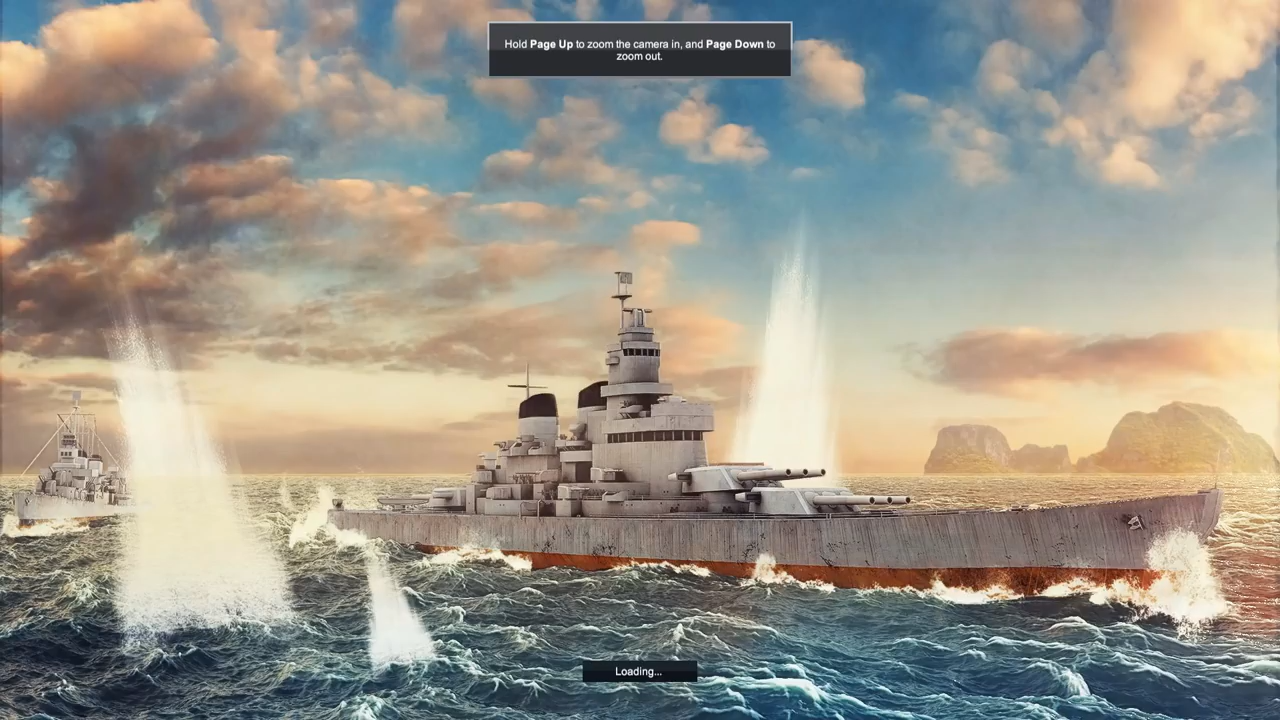 Hold Page Up to zoom the camera in, and Page Down to
zoom out.
Loading...